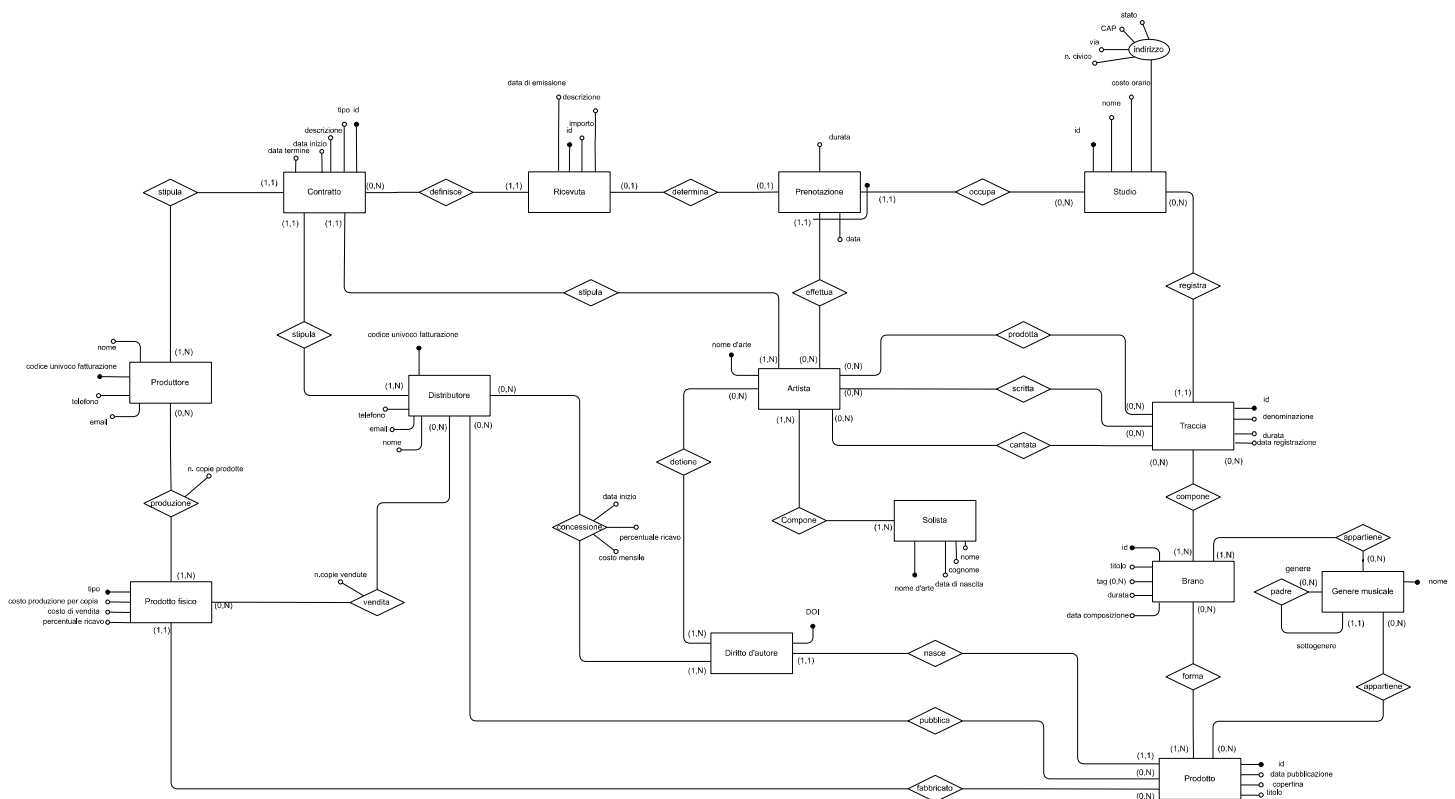 stato
CAP
via
indirizzo
n. civico
data di emissione
costo orario
descrizione
tipo id
nome
importo
descrizione
id
durata
id
data inizio
data termine
stipula
(1,1)
Contratto
(0,N)
definisce
(1,1)
Ricevuta
(0,1)
determina
(0,1)
Prenotazione
(1,1)
occupa
(0,N)
Studio
(0,N)
(1,1)
(1,1)
(1,1)
data
stipula
effettua
registra
stipula
codice univoco fatturazione
prodotta
nome
nome d'arte
(1,N)
(1,N)
(0,N)
(0,N)
codice univoco fatturazione
Produttore
(1,N)
Distributore
(0,N)
Artista
scritta
(1,1)
telefono
(0,N)
(0,N)
(0,N)
id
email
(0,N)
telefono
(0,N)
(0,N)
(1,N)
(0,N)
(0,N)
Traccia
denominazione
email
nome
cantata
durata
data registrazione
(0,N)
(0,N)
n. copie prodotte
detiene
produzione
data inizio
compone
concessione
percentuale ricavo
costo mensile
Compone
(1,N)
Solista
appartiene
nome
cognome
data di nascita
nome d'arte
id
(1,N)
(1,N)
(0,N)
n.copie vendute
titolo
genere
tipo
(1,N)
tag (0,N)
Brano
padre
(0,N)
Genere musicale
nome
costo produzione per copia
Prodotto fisico
(0,N)
vendita
durata
costo di vendita
data composizione
(0,N)
(1,1)
(0,N)
percentuale ricavo
(1,1)
sottogenere
DOI
(1,N)
Diritto d'autore
(1,1)
nasce
(1,N)
forma
appartiene
pubblica
(1,N)
(0,N)
(1,1)
id
(0,N)
Prodotto
data pubblicazione
copertina
fabbricato
(0,N)
titolo